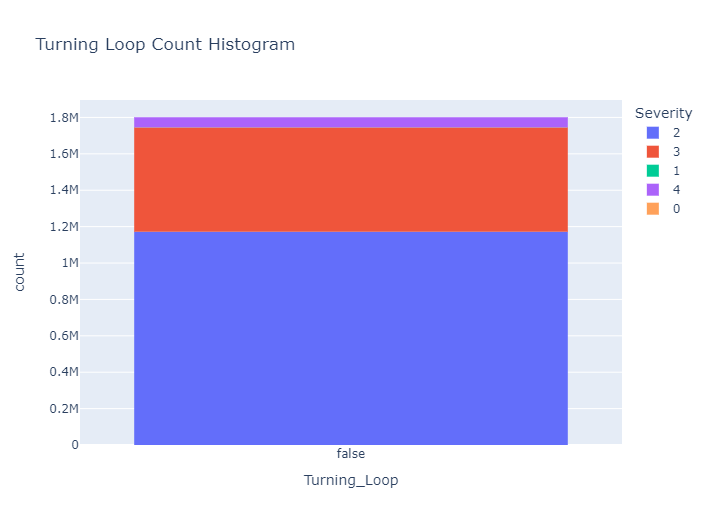 Turning Loop Count Histogram
Severity
2
3
1
4
0
1.8M
1.6M
1.4M
1.2M
1M
0.8M
0.6M
0.4M
0.2M
0
count
false
Turning_Loop